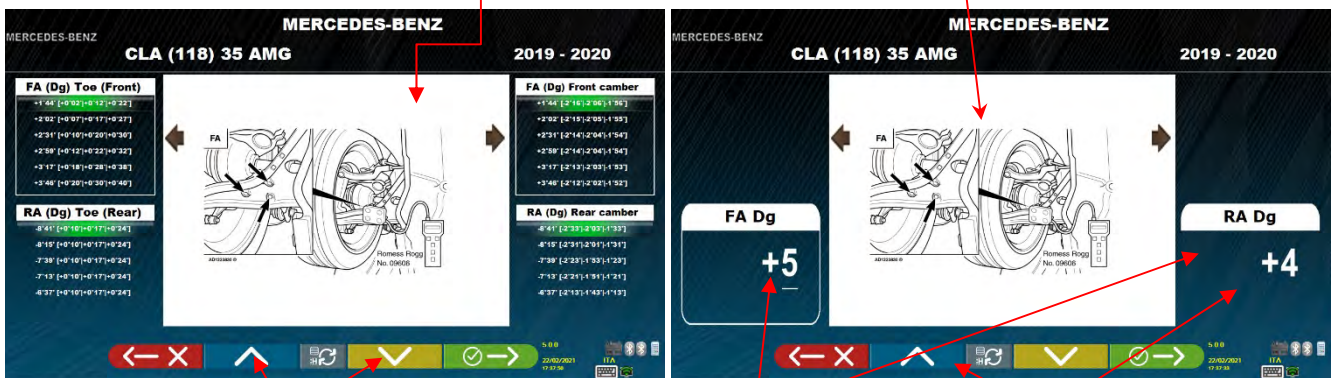 MERCEDES-BENZ
MERCEDES-BENZ
CLA (118) 35 AMG
2019 - 2020
FA (Dg) Toe (Front)
+1°44' [+0°02'|+0°12'|+0°22']
+2°02' [+0°07'|+0°17'|+0°27']
+2°31' [+0°10'|+0°20'|+0°30']
+2°59' [+0°12'|+0°22'|+0°32']
+3°17' [+0°18'|+0°28'|+0°38']
+3°46' [+0°20'|+0°30'|+0°40']
RA (Dg) Toe (Rear)
-8°41' [+0°10'|+0°17'|+0°24']
-8°15' [+0°10'|+0°17'|+0°24']
-7°39' [+0°10'|+0°17'|+0°24']
-7°13' [+0°10'|+0°17'|+0°24']
-6°37' [+0°10'|+0°17'|+0°24']
FA
Romess Rogg
No. 09608
FA (Dg) Front camber
+1°44' [-2°16'|-2°06'|-1°56']
+2°02' [-2°15'|-2°05'|-1°55']
+2°31' [-2°14'|-2°04'|-1°54']
+2°59' [-2°14'|-2°04'|-1°54']
+3°17' [-2°13'|-2°03'|-1°53']
+3°46' [-2°12'|-2°02'|-1°52']
RA (Dg) Rear camber
-8°41' [-2°33'|-2°03'|-1°33']
-8°15' [-2°31'|-2°01'|-1°31']
-7°39' [-2°23'|-1°53'|-1°23']
-7°13' [-2°21'|-1°51'|-1°21']
-6°37' [-2°13'|-1°43'|-1°13']
5 0 0
22/02/2021
17:37:50
ITA
MERCEDES-BENZ
MERCEDES-BENZ
CLA (118) 35 AMG
2019 - 2020
FA
Romess Rogg
No. 09608
FA Dg
+5
RA Dg
+4
5 0 0
22/02/2021
ITA